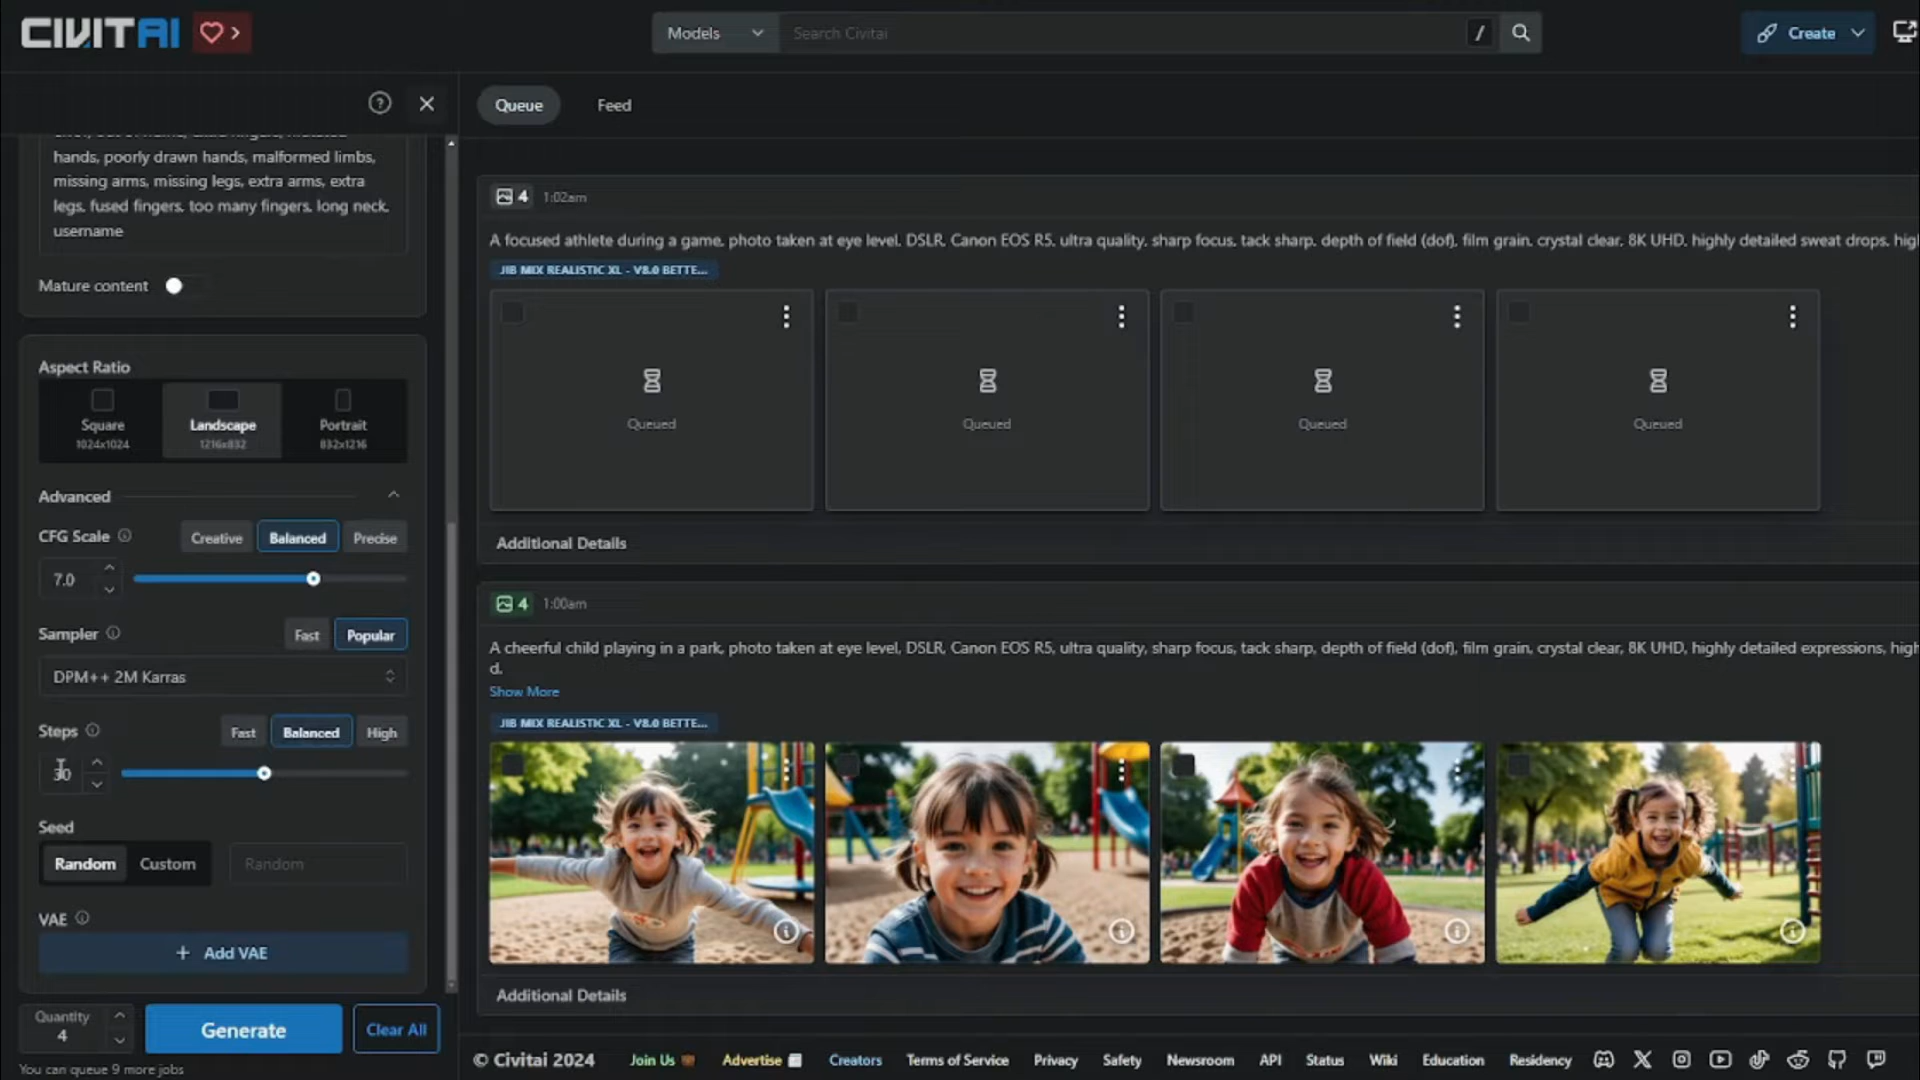 CIVITAI
Models
Search Civitai
/
Create
Queue
Feed
hands, poorly drawn hands, malformed limbs,
missing arms, missing legs, extra arms, extra
legs, fused fingers, too many fingers, long neck,
username
Mature content
Aspect Ratio
Square
1024x1024
Landscape
1216x832
Portrait
832x1216
Advanced
CFG Scale
Creative
Balanced
Precise
7.0
Sampler
Fast
Popular
DPM++ 2M Karras
Steps
Fast
Balanced
High
30
Seed
Random
Custom
Random
VAE
+ Add VAE
Quantity
4
Generate
Clear All
You can queue 9 more jobs
4 1:02am
A focused athlete during a game, photo taken at eye level, DSLR, Canon EOS R5, ultra quality, sharp focus, tack sharp, depth of field (dof), film grain, crystal clear, 8K UHD, highly detailed sweat drops, hig
JIB MIX REALISTIC XL - V8.0 BETTE...
Queued
Queued
Queued
Queued
Additional Details
4 1:00am
A cheerful child playing in a park, photo taken at eye level, DSLR, Canon EOS R5, ultra quality, sharp focus, tack sharp, depth of field (dof), film grain, crystal clear, 8K UHD, highly detailed expressions, high
d.
Show More
JIB MIX REALISTIC XL - V8.0 BETTE...
Additional Details
© Civitai 2024
Join Us
Advertise
Creators
Terms of Service
Privacy
Safety
Newsroom
API
Status
Wiki
Education
Residency